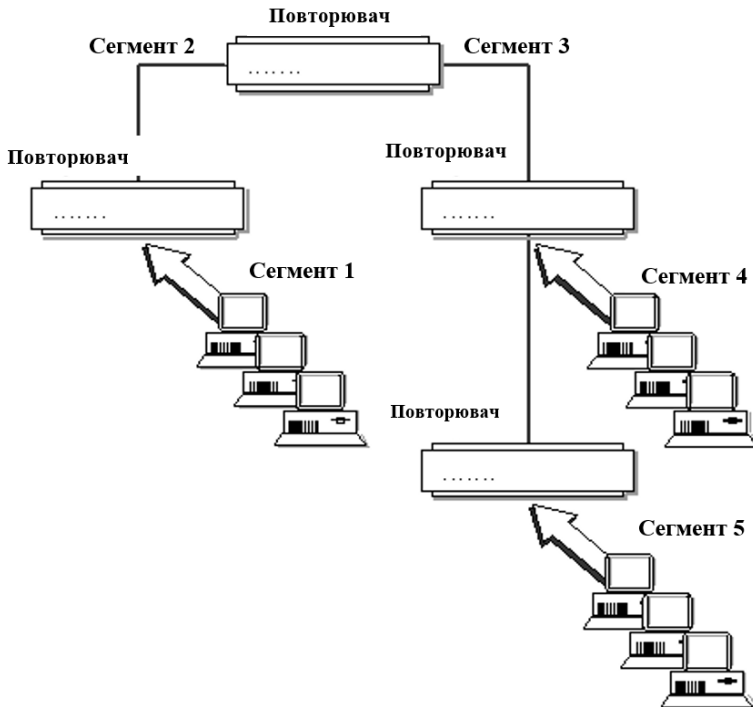 Повторювач
Сегмент 2
Сегмент 3
Повторювач
Повторювач
Сегмент 1
Сегмент 4
Повторювач
Сегмент 5